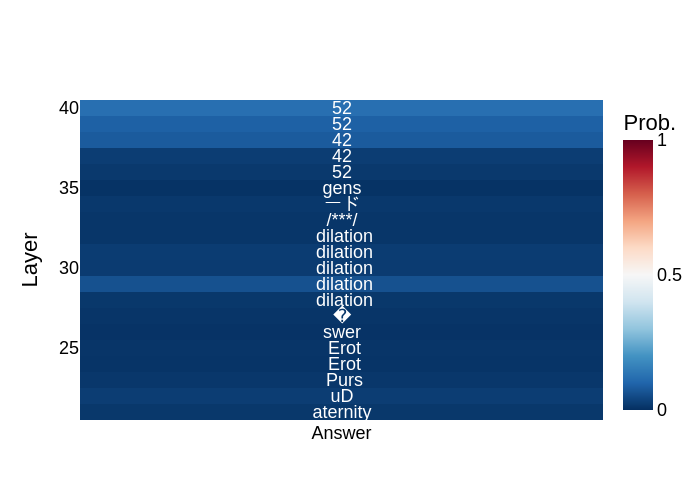 Prob.
1
0.5
0
Layer
40
35
30
25
52
52
42
42
52
gens
ード
/***/
dilation
dilation
dilation
dilation
dilation
�
swer
Erot
Erot
Purs
uD
aternity
Answer